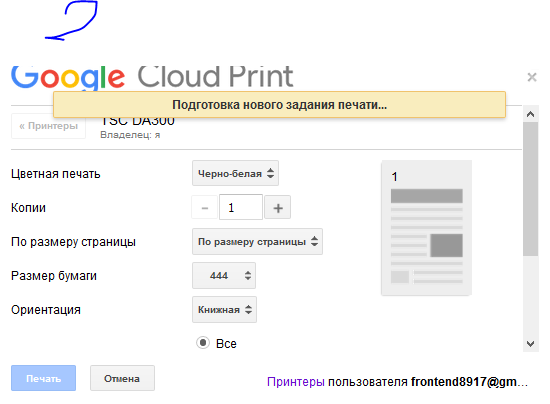 Google Cloud Print
Подготовка нового задания печати...
« Принтеры
TSC DA300
Владелец: я
Цветная печать
Черно-белая
Копии
1
По размеру страницы
По размеру страницы
Размер бумаги
444
Ориентация
Книжная
Все
1
Печать
Отмена
Принтеры пользователя frontend8917@gm...